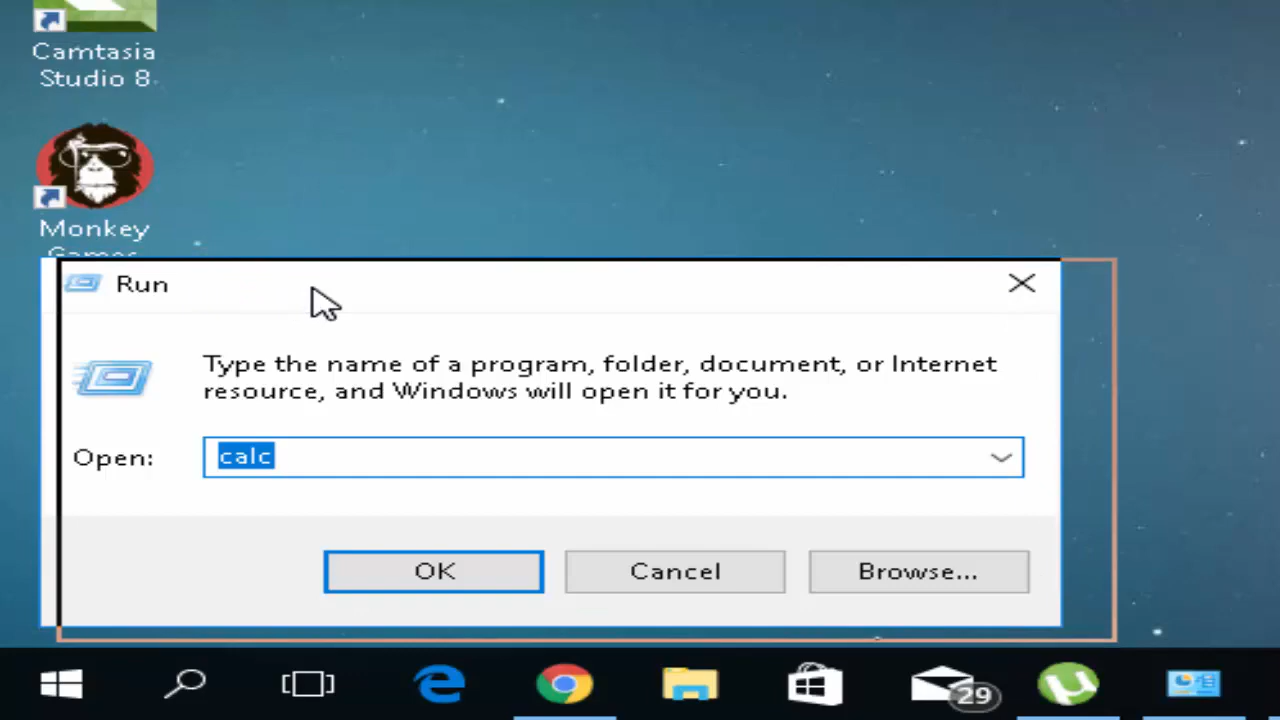 Camtasia
Studio 8
Monkey
Games
Run
Type the name of a program, folder, document, or Internet
resource, and Windows will open it for you.
Open:
calc
OK
Cancel
Browse...
29